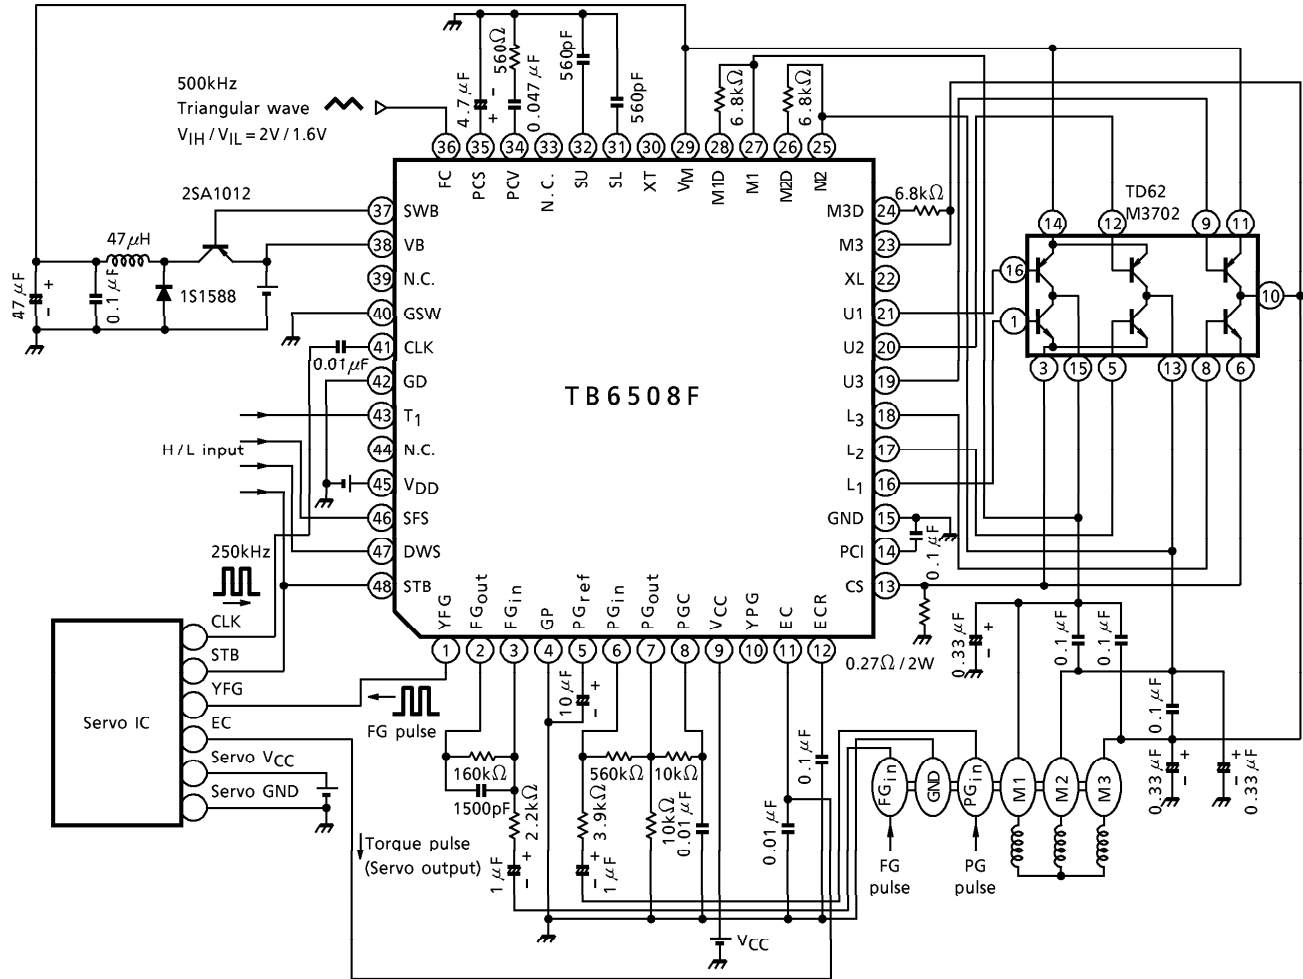 500kHz
Triangular wave
VIH / VIL = 2V / 1.6V
4.7μF
-
+
560Ω
0.047μF
560pF
560pF
6.8kΩ
6.8kΩ
36 35 34 33 32 31 30 29 28 27 26 25
FC PCS PCV N.C. SU SL XT VM M1D M1 M2D M2
2SA1012
47μH
47μF
+
-
0.1μF
1S1588
37 SWB
38 VB
39 N.C.
40 GSW
41 CLK
0.01μF
42 GD
43 T1
44 N.C.
45 VDD
46 SFS
47 DWS
48 STB
H/L input
TB6508F
M3D 24
6.8kΩ
M3 23
XL 22
U1 21
U2 20
U3 19
L3 18
L2 17
L1 16
GND 15
PCI 14
CS 13
0.1μF
0.27Ω/2W
TD62
M3702
14 12 9 11
16
1
10
3 15 5 13 8 6
YFG FGout FGin GP PGref PGin PGout PGC VCC YPG EC ECR
1 2 3 4 5 6 7 8 9 10 11 12
250kHz
Servo IC
CLK
STB
YFG
EC
Servo VCC
Servo GND
FG pulse
Torque pulse
(Servo output)
160kΩ
1500pF
2.2kΩ
1μF
+
-
10μF
+
-
560kΩ
10kΩ
3.9kΩ
1μF
+
-
10kΩ
0.01μF
VCC
0.01μF
0.1μF
0.33μF
+
-
0.1μF
0.1μF
0.1μF
0.33μF
+
-
0.33μF
+
-
FGin GND PGin M1 M2 M3
FG
pulse
PG
pulse